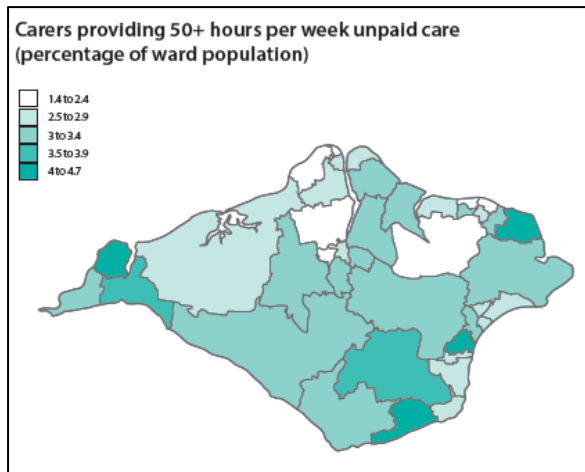 Carers providing 50+ hours per week unpaid care
(percentage of ward population)
1.4 to 2.4
2.5 to 2.9
3 to 3.4
3.5 to 3.9
4 to 4.7